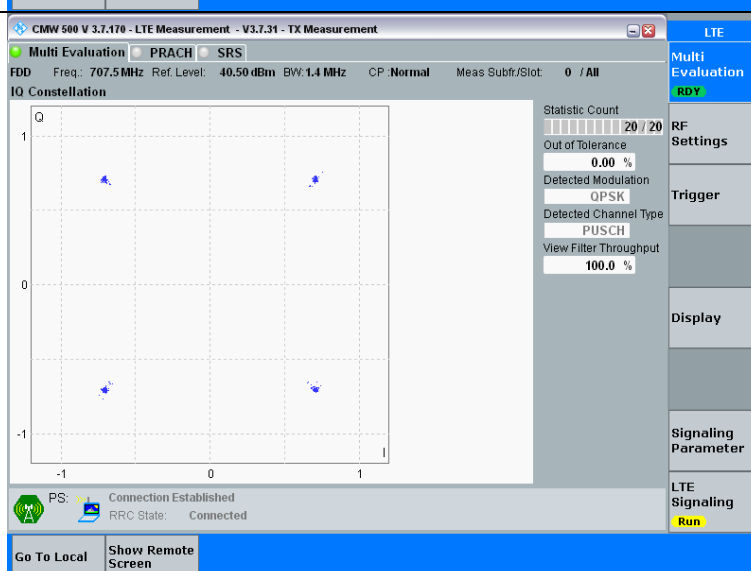 CMW 500 V 3.7.170 - LTE Measurement - V3.7.31 - TX Measurement
LTE
Multi Evaluation PRACH SRS
FDD Freq.: 707.5 MHz Ref. Level: 40.50 dBm BW: 1.4 MHz CP :Normal Meas Subfr./Slot: 0 / All
IQ Constellation
Q
1
0
-1
I
-1 0 1
Statistic Count
20 / 20
Out of Tolerance
0.00 %
Detected Modulation
QPSK
Detected Channel Type
PUSCH
View Filter Throughput
100.0 %
Multi
Evaluation
RDY
RF
Settings
Trigger
Display
Signaling
Parameter
LTE
Signaling
Run
PS: Connection Established
RRC State: Connected
Go To Local
Show Remote
Screen